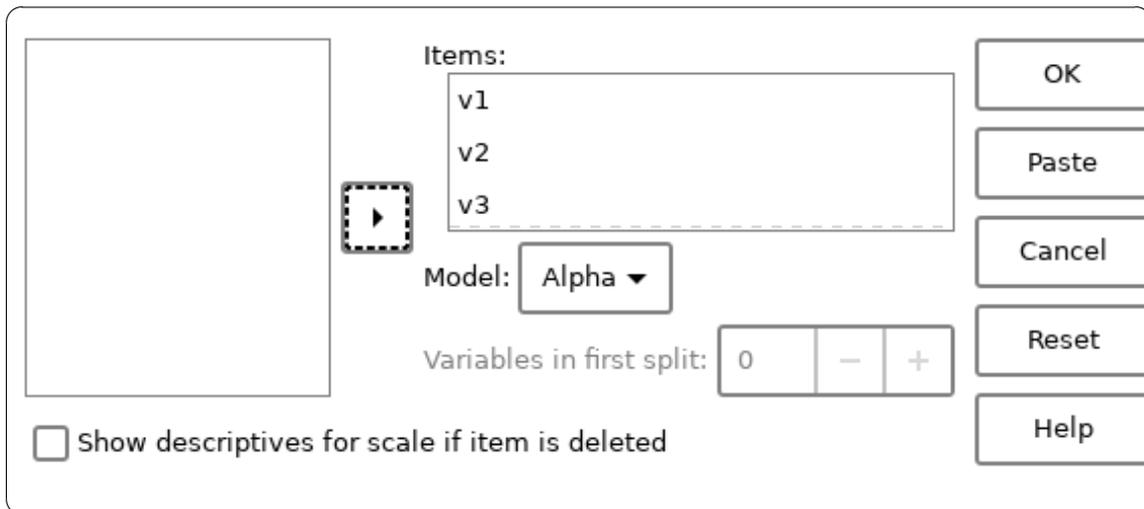 Items:
v1
v2
v3
Model: Alpha
Variables in first split: 0 − +
Show descriptives for scale if item is deleted
OK
Paste
Cancel
Reset
Help